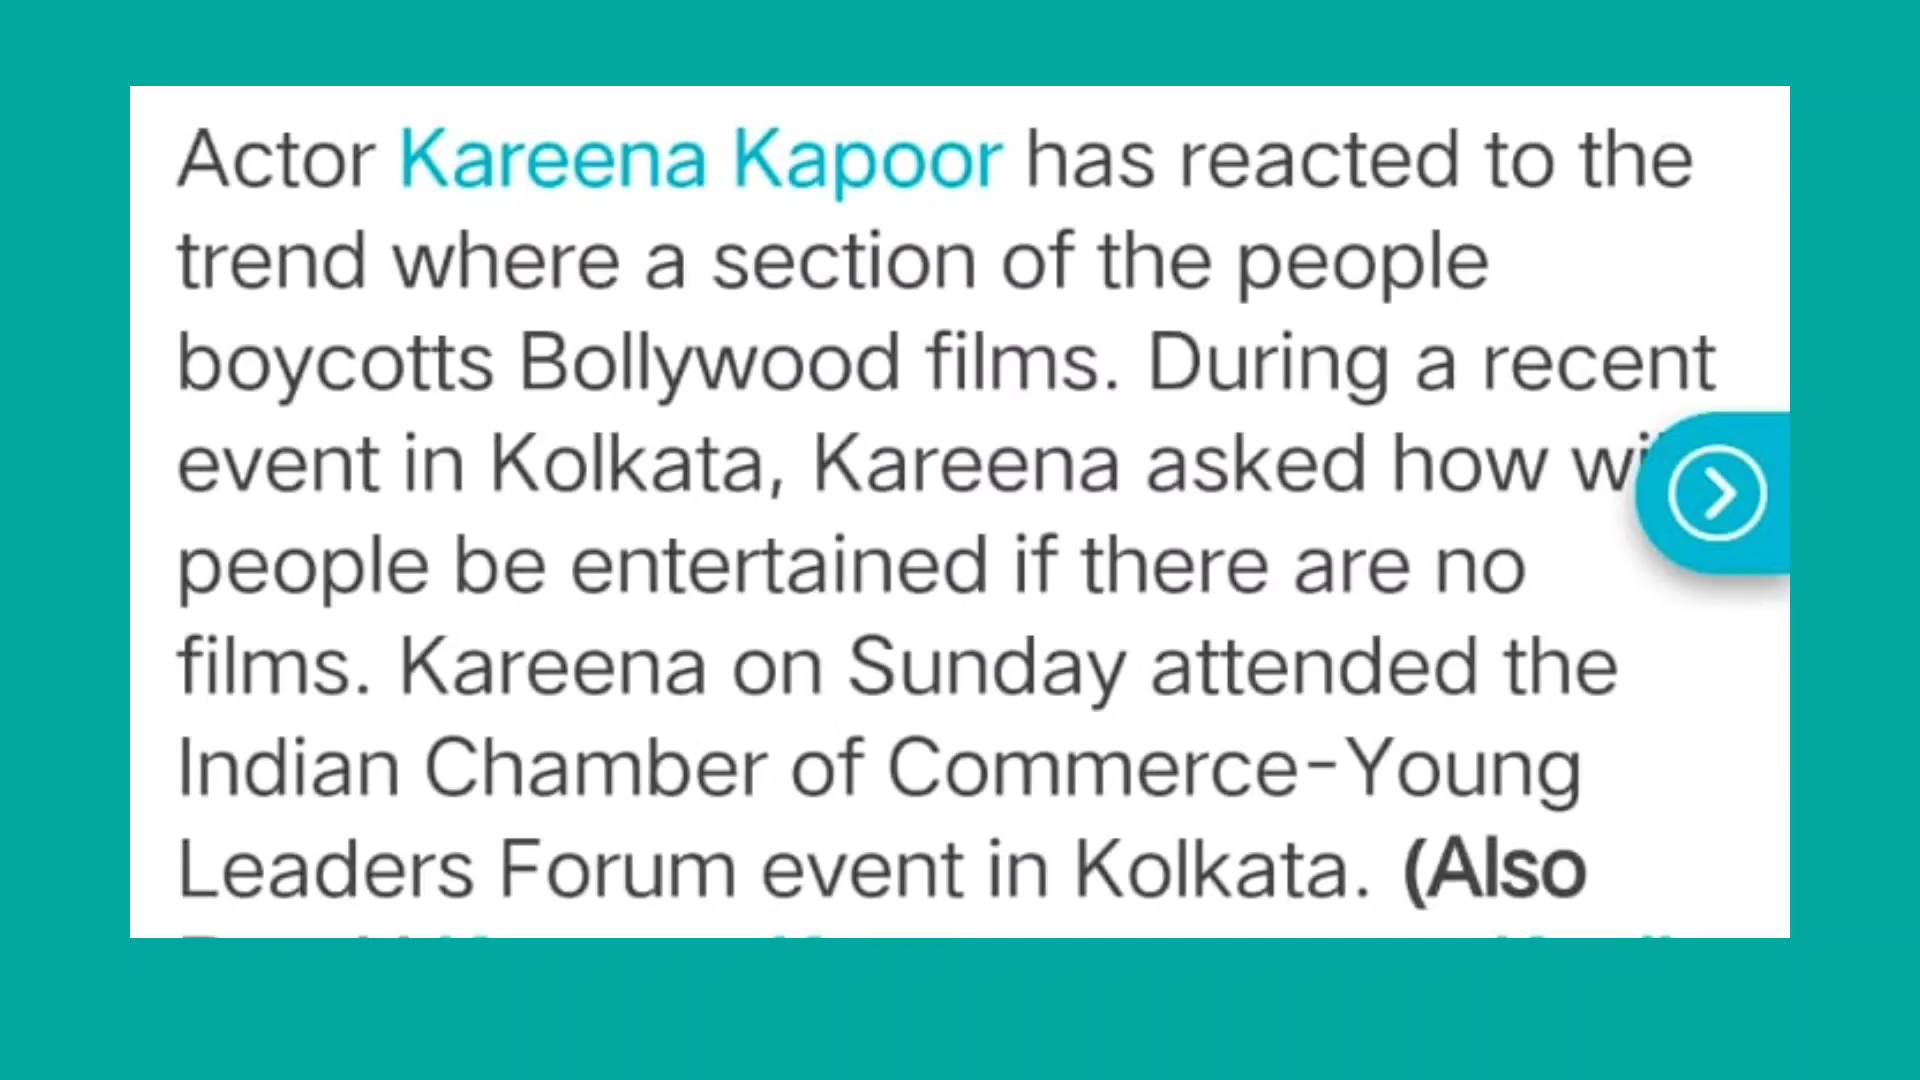 Actor Kareena Kapoor has reacted to the
trend where a section of the people
boycotts Bollywood films. During a recent
event in Kolkata, Kareena asked how
people be entertained if there are no
films. Kareena on Sunday attended the
Indian Chamber of Commerce-Young
Leaders Forum event in Kolkata. (Also